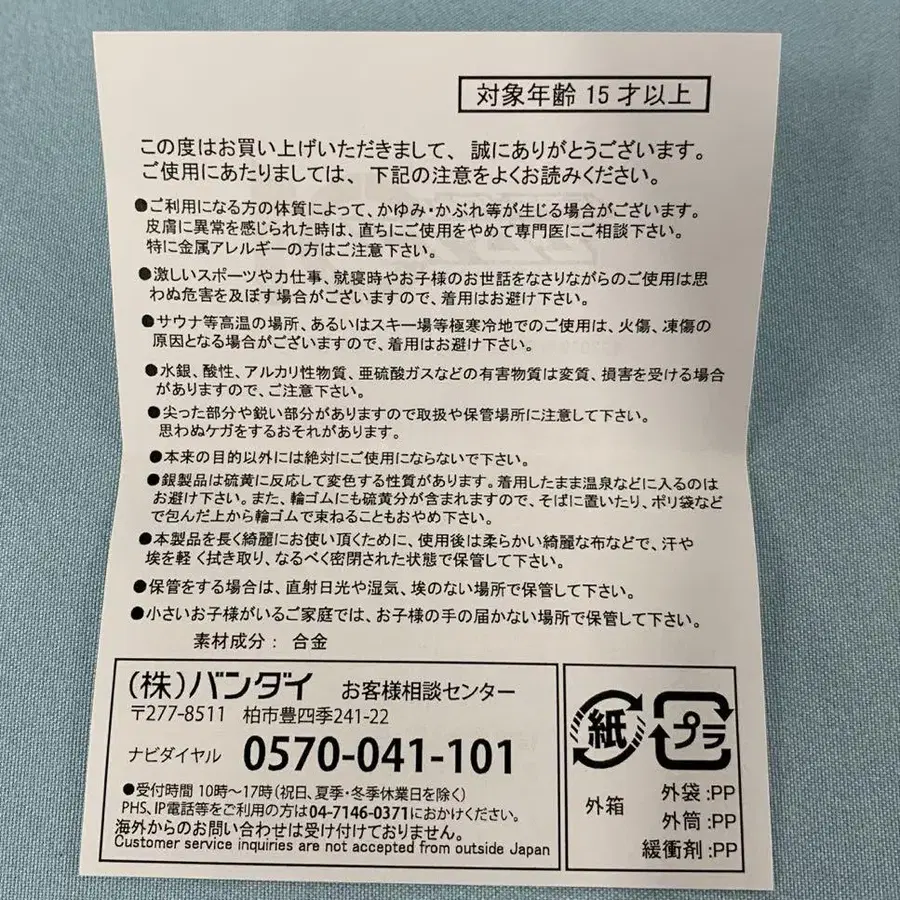 対象年齢 15才以上
この度はお買い上げいただきまして、誠にありがとうございます。
ご使用にあたりましては、下記の注意をよくお読みください。
●ご利用になる方の体質によって、かゆみ・かぶれ等が生じる場合がございます。
皮膚に異常を感じられた時は、直ちにご使用をやめて専門医にご相談下さい。
特に金属アレルギーの方はご注意下さい。
●激しいスポーツや力仕事、就寝時やお子様のお世話をなさりながらのご使用は思
わぬ危害を及ぼす場合がございますので、着用はお避け下さい。
●サウナ等高温の場所、あるいはスキー場等極寒冷地でのご使用は、火傷、凍傷の
原因となる場合がございますので、着用はお避け下さい。
●水銀、酸性、アルカリ性物質、亜硫酸ガスなどの有害物質は変質、損害を受ける場合
がありますので、ご注意下さい。
●尖った部分や鋭い部分がありますので取扱や保管場所に注意して下さい。
思わぬケガをするおそれがあります。
●本来の目的以外には絶対にご使用にならないで下さい。
●銀製品は硫黄に反応して変色する性質があります。着用したまま温泉などに入るのは
お避け下さい。また、輪ゴムにも硫黄分が含まれますので、そばに置いたり、ポリ袋など
で包んだ上から輪ゴムで束ねることもおやめ下さい。
●本製品を長く綺麗にお使い頂くために、使用後は柔らかい綺麗な布などで、汗や
埃を軽く拭き取り、なるべく密閉された状態で保管して下さい。
●保管をする場合は、直射日光や湿気、埃のない場所で保管して下さい。
●小さいお子様がいるご家庭では、お子様の手の届かない場所で保管して下さい。
素材成分： 合金
(株)バンダイ お客様相談センター
〒277-8511 柏市豊四季241-22
ナビダイヤル 0570-041-101
●受付時間 10時～17時(祝日、夏季・冬季休業日を除く)
PHS、IP電話等をご利用の方は04-7146-0371におかけください。
海外からのお問い合わせは受け付けておりません。
Customer service inquiries are not accepted from outside Japan
紙
プラ
外箱
外袋:PP
外筒:PP
緩衝剤:PP